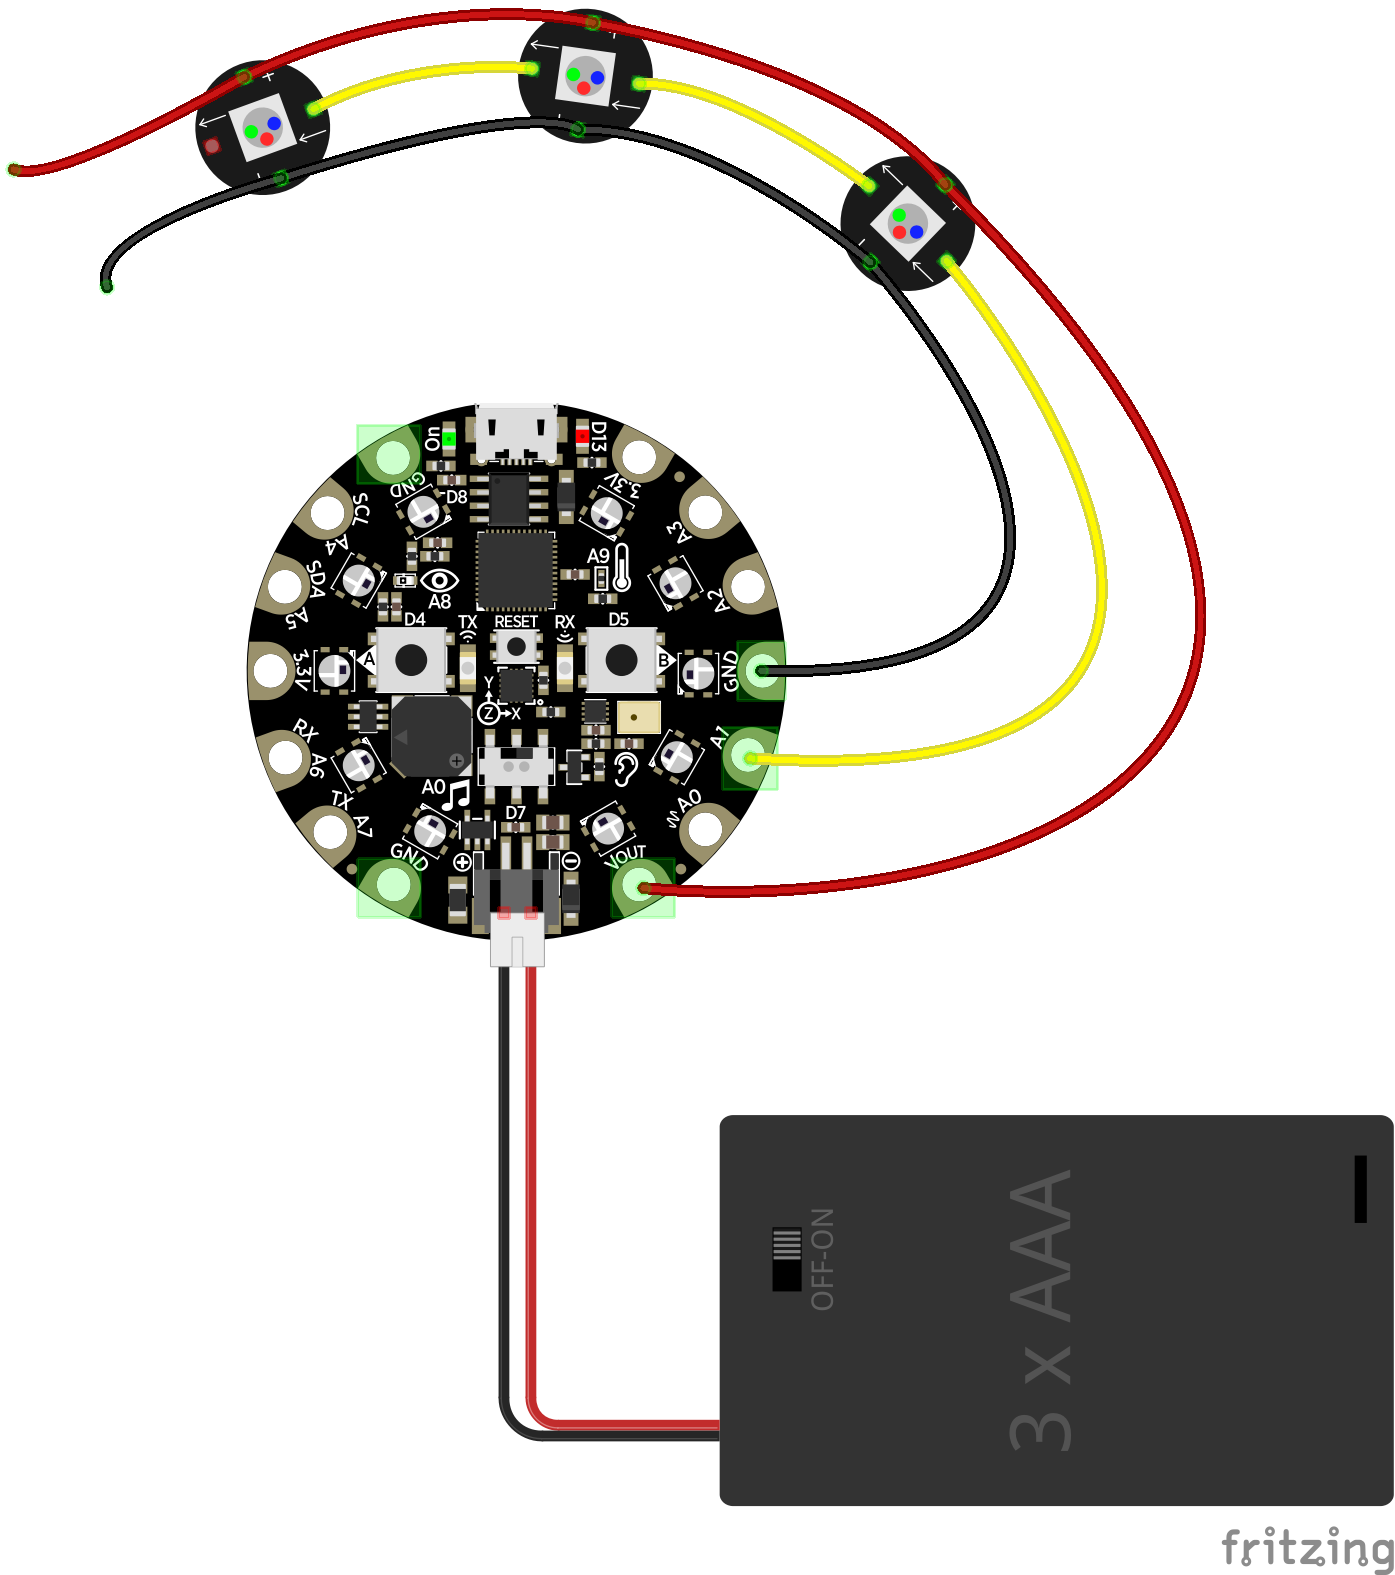 On
D13
GND
D8
3.3V
SCL
A4
A3
A9
SDA
A5
A8
A2
D4
TX
RESET
RX
D5
3.3V
A
B
GND
Y
Z
X
RX
A6
A1
TX
A7
A0
A0
D7
GND
VOUT
OFF-ON
3 x AAA
fritzing